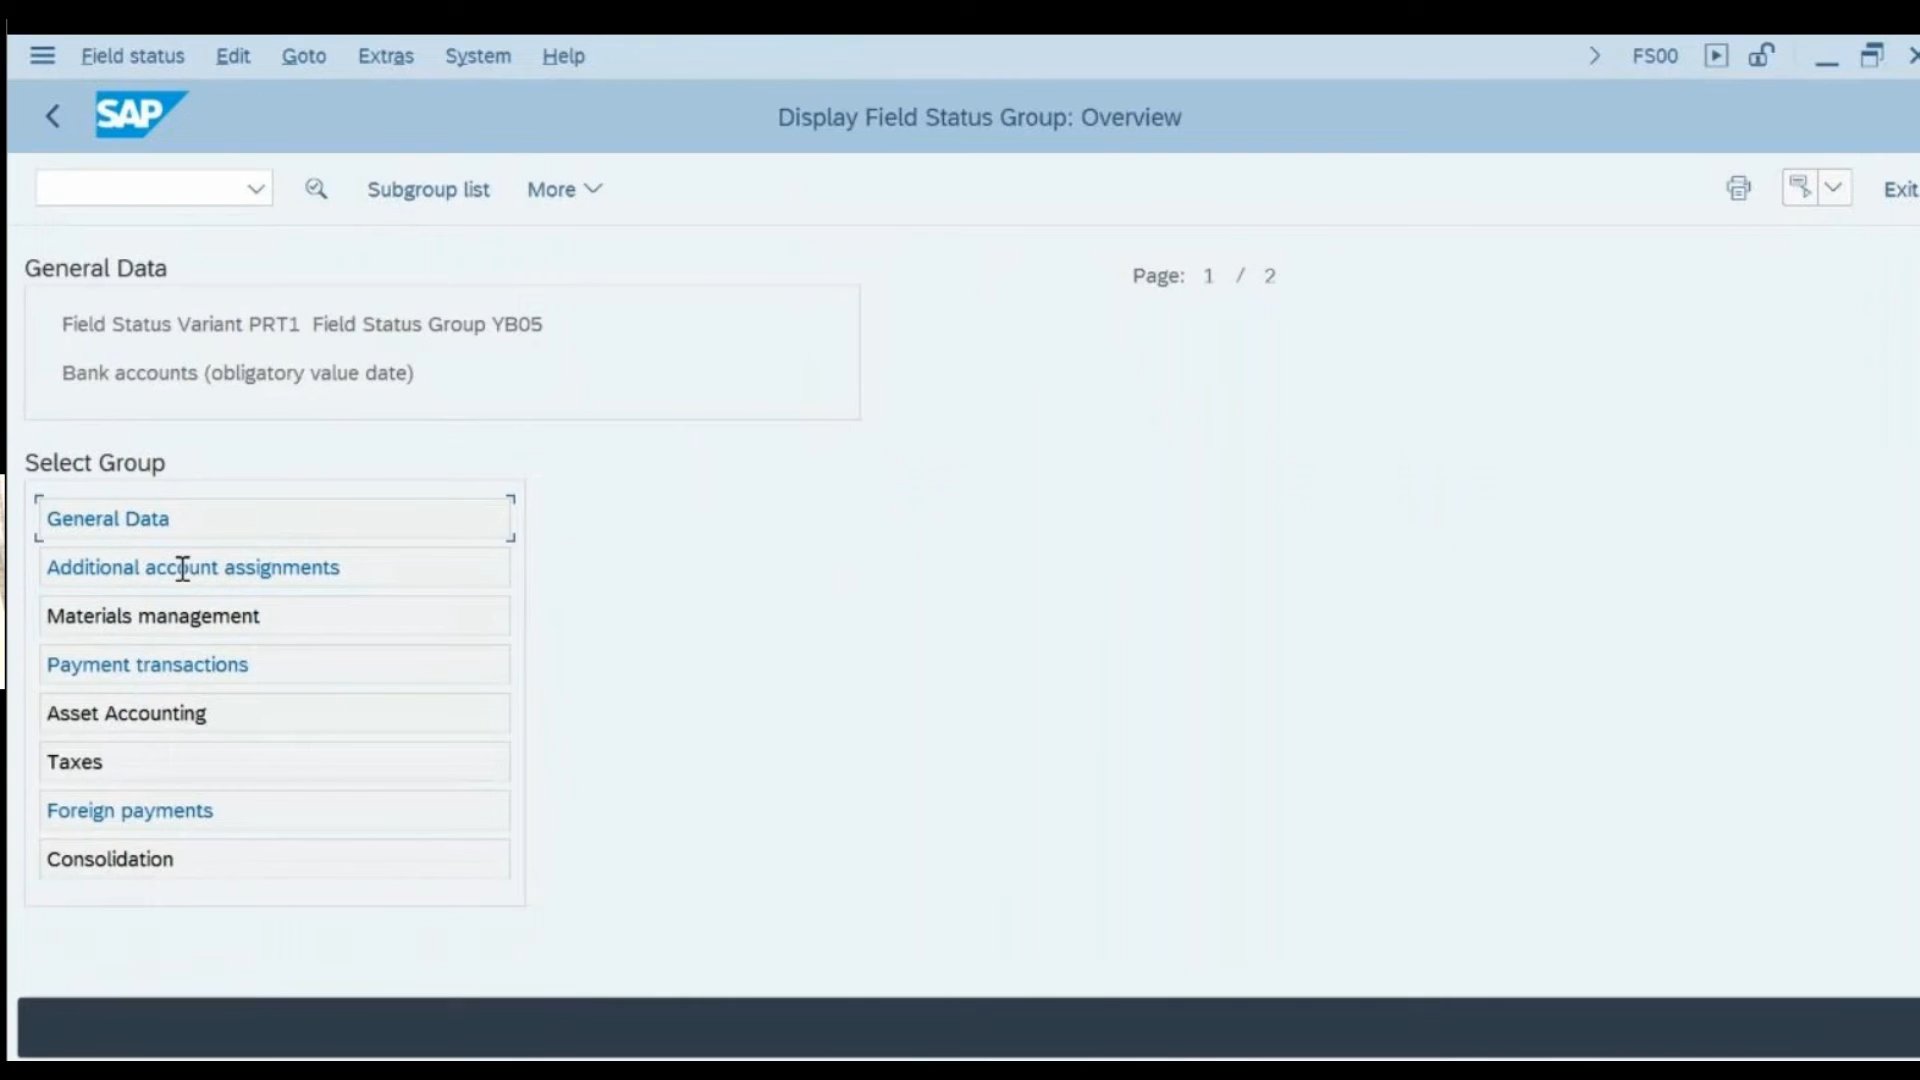 Field status Edit Goto Extras System Help FS00
SAP Display Field Status Group: Overview
Subgroup list More Exit
General Data
Page: 1 / 2
Field Status Variant PRT1 Field Status Group YB05
Bank accounts (obligatory value date)
Select Group
General Data
Additional account assignments
Materials management
Payment transactions
Asset Accounting
Taxes
Foreign payments
Consolidation